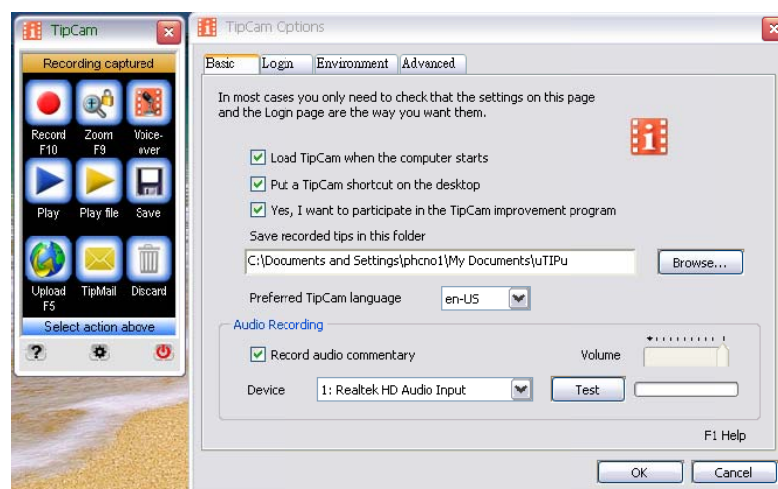 TipCam
Recording captured
Record
F10
Zoom
F9
Voice-
over
Play
Play file
Save
Upload
F5
TipMail
Discard
Select action above
?
TipCam Options
Basic
Login
Environment
Advanced
In most cases you only need to check that the settings on this page
and the Login page are the way you want them.
Load TipCam when the computer starts
Put a TipCam shortcut on the desktop
Yes, I want to participate in the TipCam improvement program
Save recorded tips in this folder
C:\Documents and Settings\phcno1\My Documents\uTIPu
Browse...
Preferred TipCam language
en-US
Audio Recording
Record audio commentary
Volume
Device
1: Realtek HD Audio Input
Test
F1 Help
OK
Cancel